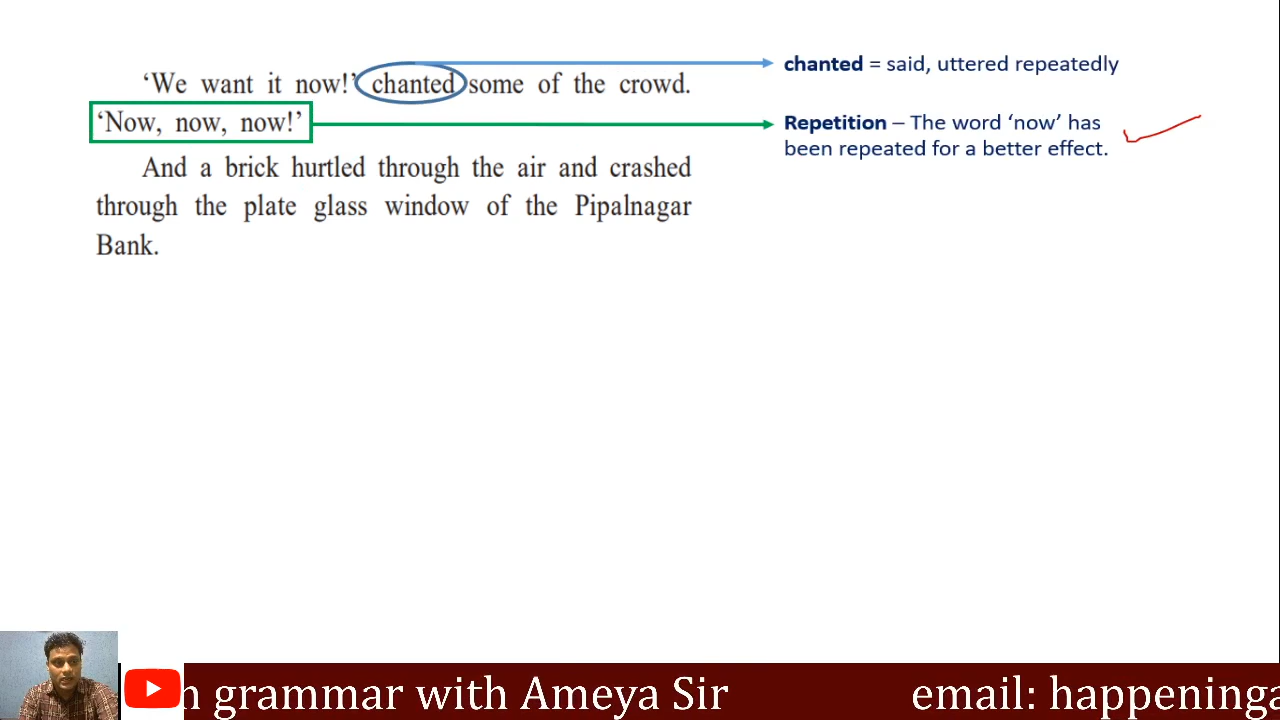 ‘We want it now!’ chanted some of the crowd.
‘Now, now, now!’
And a brick hurtled through the air and crashed
through the plate glass window of the Pipalnagar
Bank.
chanted = said, uttered repeatedly
Repetition – The word ‘now’ has
been repeated for a better effect.
grammar with Ameya Sir email: happeninga